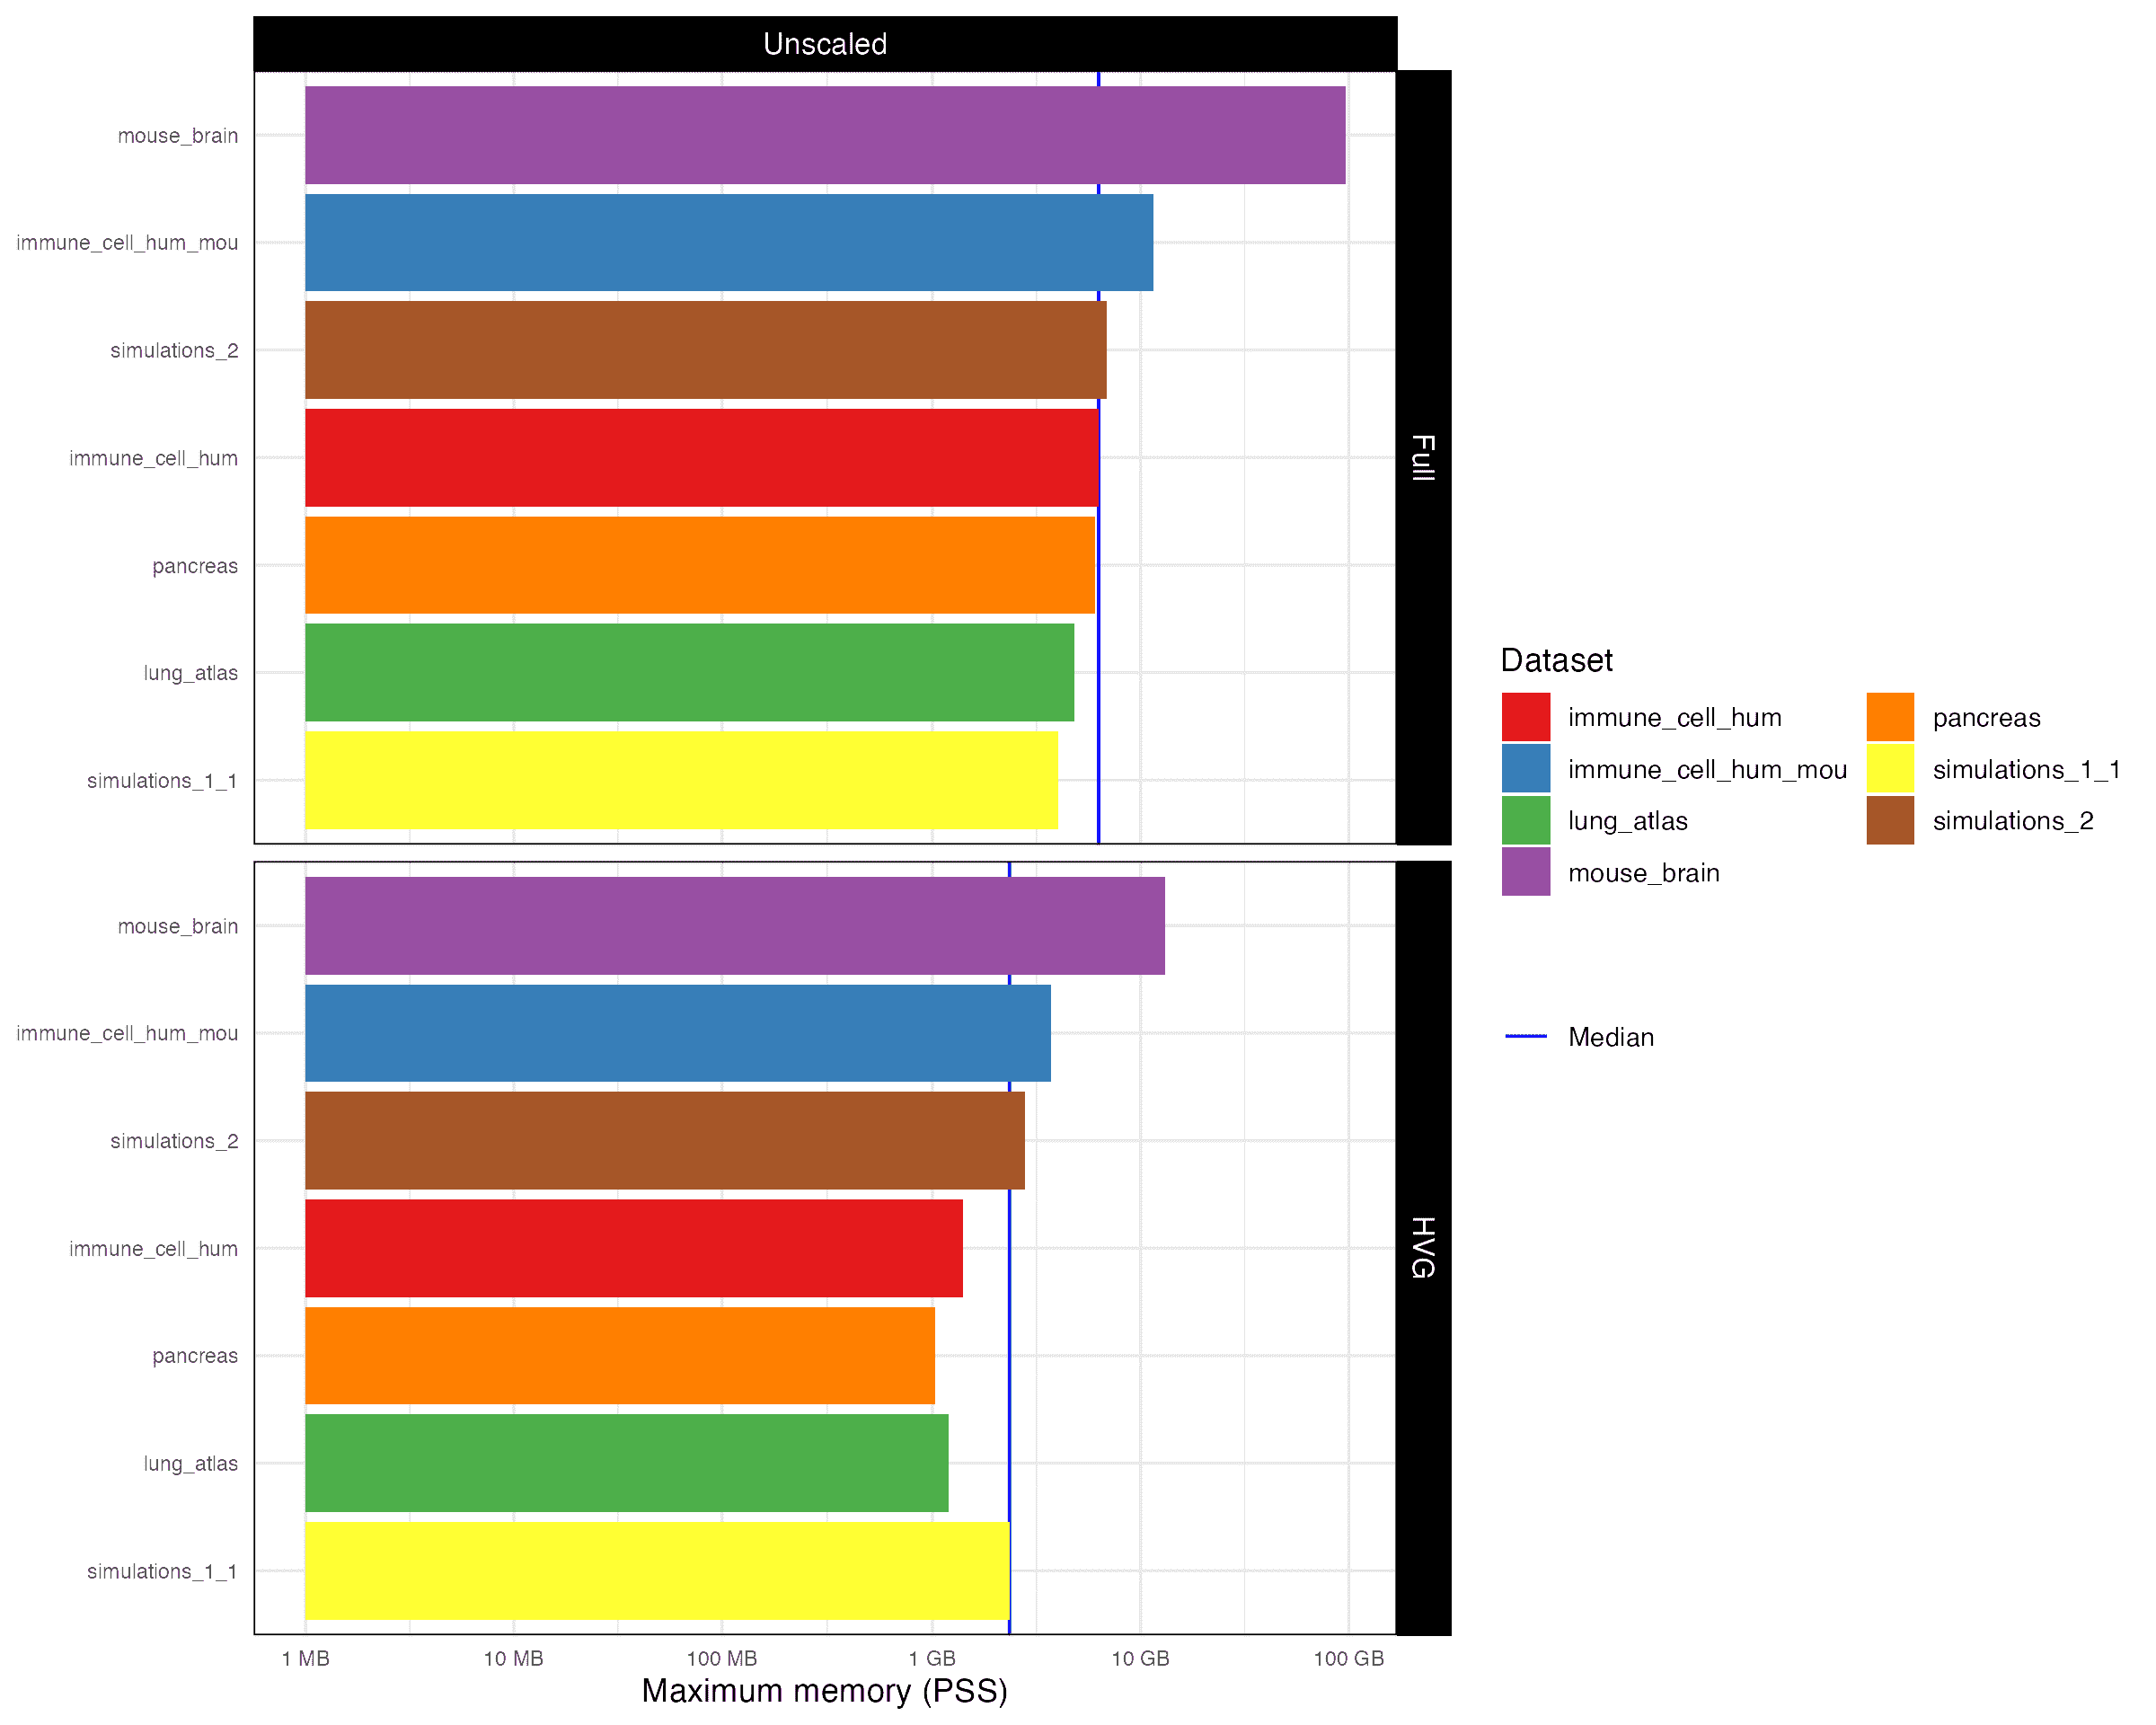 Unscaled
mouse_brain
immune_cell_hum_mou
simulations_2
immune_cell_hum
pancreas
lung_atlas
simulations_1_1
Full
mouse_brain
immune_cell_hum_mou
simulations_2
immune_cell_hum
pancreas
lung_atlas
simulations_1_1
HVG
1 MB 10 MB 100 MB 1 GB 10 GB 100 GB
Maximum memory (PSS)
Dataset
immune_cell_hum
immune_cell_hum_mou
lung_atlas
mouse_brain
pancreas
simulations_1_1
simulations_2
Median